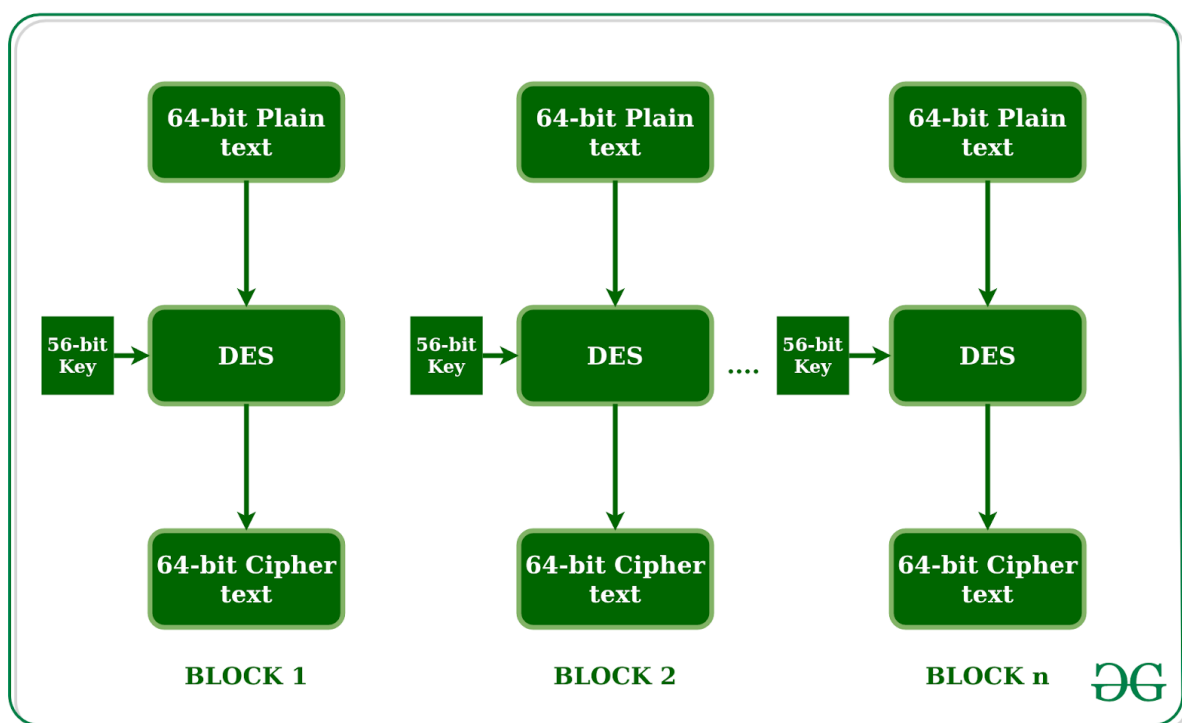 64-bit Plain
text
64-bit Plain
text
64-bit Plain
text
56-bit
Key
DES
56-bit
Key
DES
....
56-bit
Key
DES
64-bit Cipher
text
64-bit Cipher
text
64-bit Cipher
text
BLOCK 1
BLOCK 2
BLOCK n